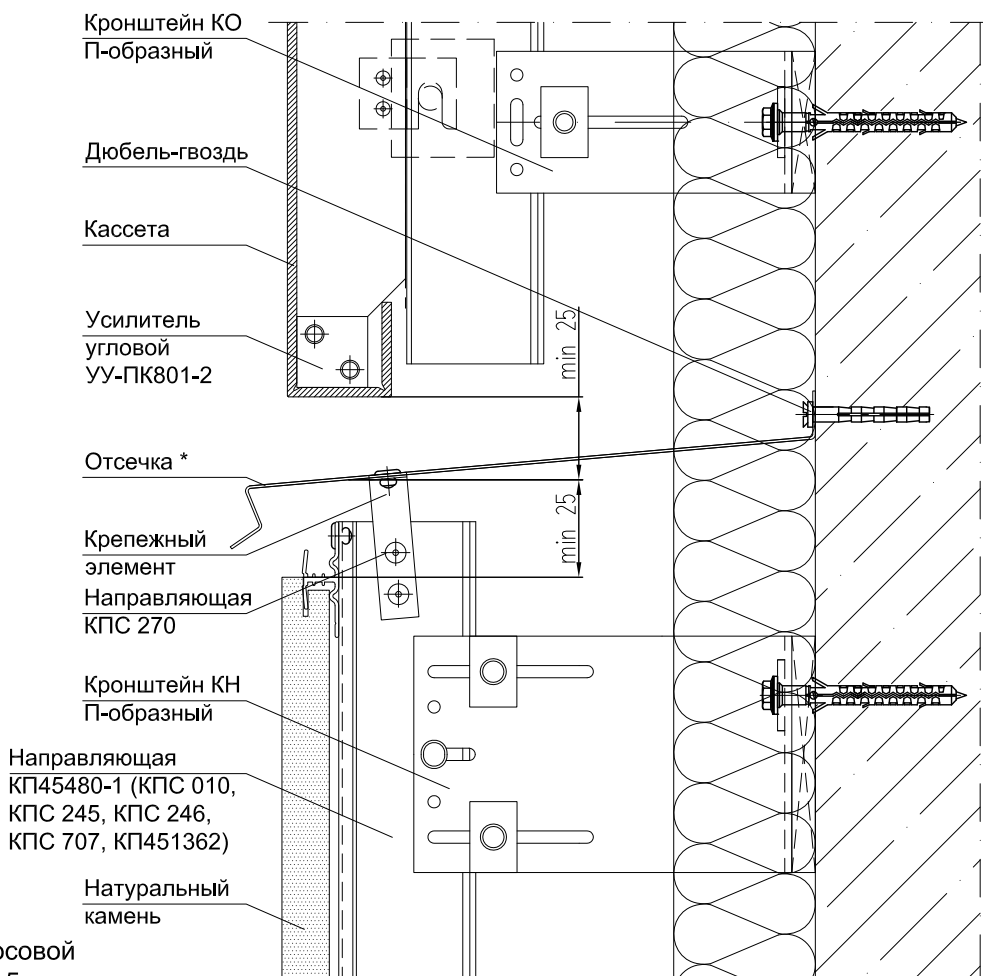 Кронштейн КО
П-образный
Дюбель-гвоздь
Кассета
Усилитель
угловой
УУ-ПК801-2
min 25
Отсечка *
min 25
Крепежный
элемент
Направляющая
КПС 270
Кронштейн КН
П-образный
Направляющая
КП45480-1 (КПС 010,
КПС 245, КПС 246,
КПС 707, КП451362)
Натуральный
камень